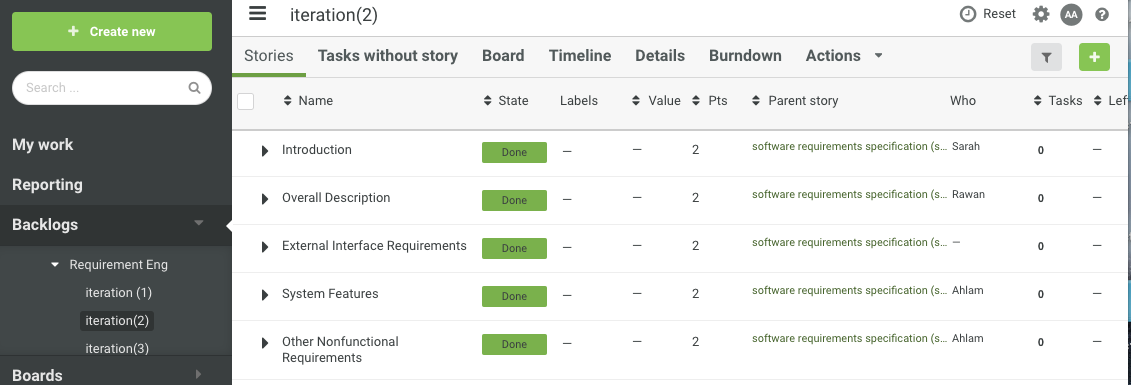 + Create new
Search ...
My work
Reporting
Backlogs
Requirement Eng
iteration (1)
iteration(2)
iteration(3)
Boards
iteration(2)
Reset AA ?
Stories Tasks without story Board Timeline Details Burndown Actions
+
Name State Labels Value Pts Parent story Who Tasks Lef
Introduction Done — — 2 software requirements specification (s... Sarah 0 —
Overall Description Done — — 2 software requirements specification (s... Rawan 0 —
External Interface Requirements Done — — 2 software requirements specification (s... — 0 —
System Features Done — — 2 software requirements specification (s... Ahlam 0 —
Other Nonfunctional Done — — 2 software requirements specification (s... Ahlam 0 —
Requirements